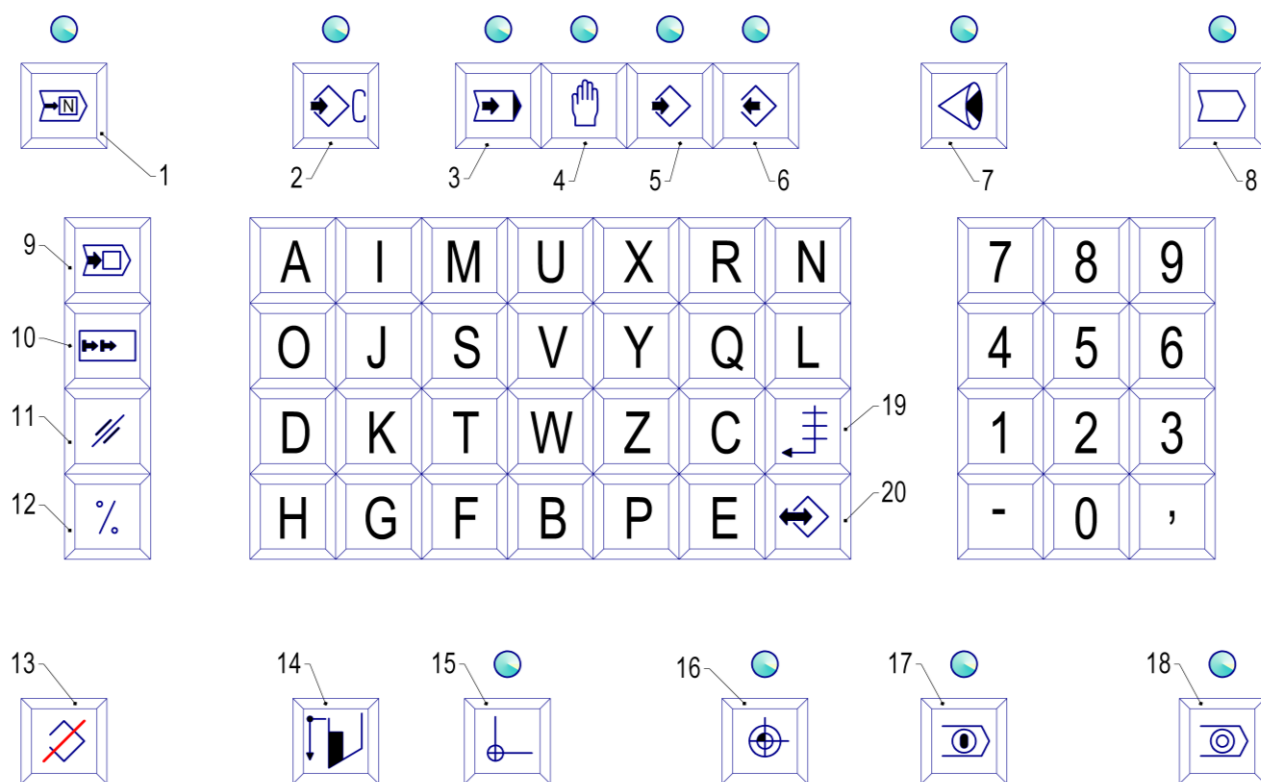 N
1 2 3 4 5 6 7 8
9 A I M U X R N 7 8 9
10 O J S V Y Q L 4 5 6
11 D K T W Z C 19 1 2 3
12 % H G F B P E 20 - 0 ,
13 14 15 16 17 18